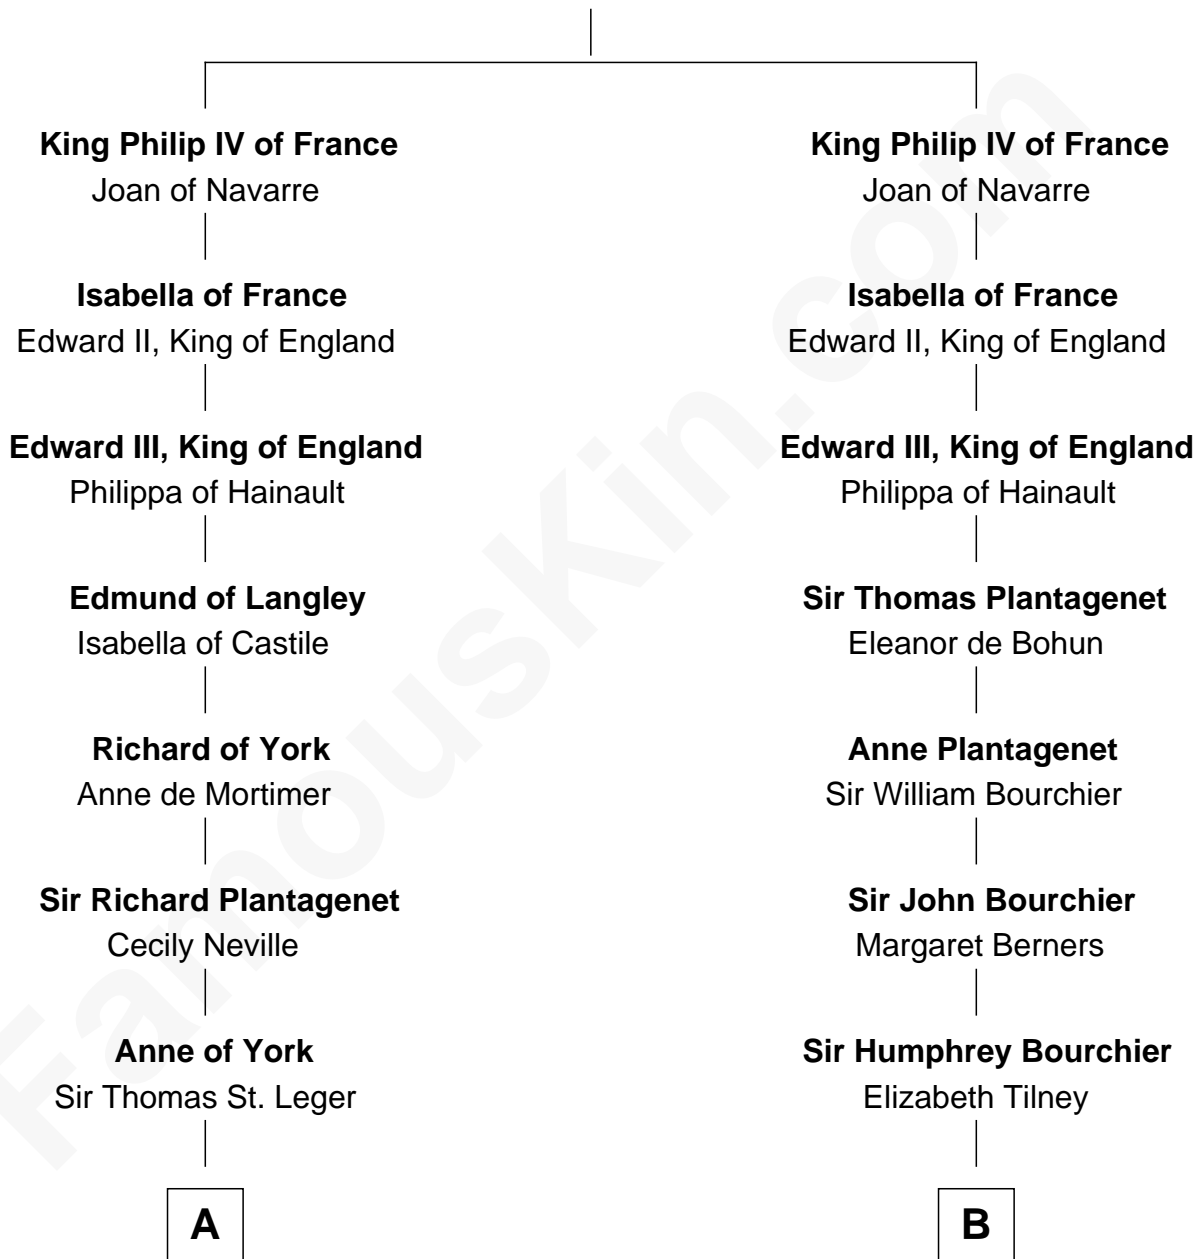 King Philip IV of France
Joan of Navarre
Isabella of France
Edward II, King of England
Edward III, King of England
Philippa of Hainault
Edmund of Langley
Isabella of Castile
Richard of York
Anne de Mortimer
Sir Richard Plantagenet
Cecily Neville
Anne of York
Sir Thomas St. Leger
A
King Philip IV of France
Joan of Navarre
Isabella of France
Edward II, King of England
Edward III, King of England
Philippa of Hainault
Sir Thomas Plantagenet
Eleanor de Bohun
Anne Plantagenet
Sir William Bourchier
Sir John Bourchier
Margaret Berners
Sir Humphrey Bourchier
Elizabeth Tilney
B
FamousKin.com